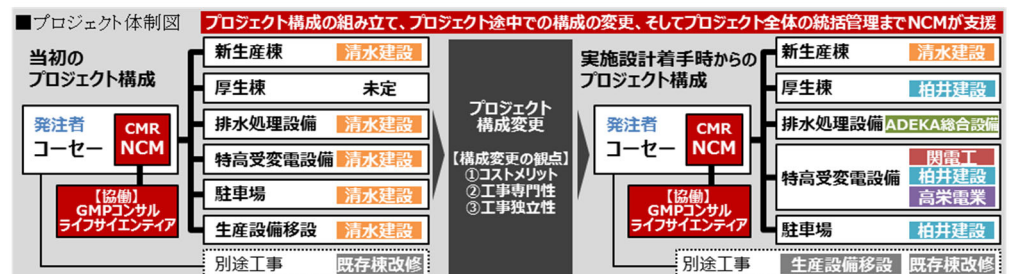 ■プロジェクト体制図
プロジェクト構成の組み立て、プロジェクト途中での構成の変更、そしてプロジェクト全体の統括管理までNCMが支援
当初の
プロジェクト構成
発注者
コーセー
CMR
NCM
【協働】
GMPコンサル
ライフサイエンティア
新生産棟 清水建設
厚生棟 未定
排水処理設備 清水建設
特高受変電設備 清水建設
駐車場 清水建設
生産設備移設 清水建設
別途工事 既存棟改修
プロジェクト
構成変更
【構成変更の観点】
①コストメリット
②工事専門性
③工事独立性
実施設計着手時からの
プロジェクト構成
発注者
コーセー
CMR
NCM
【協働】
GMPコンサル
ライフサイエンティア
新生産棟 清水建設
厚生棟 柏井建設
排水処理設備 ADEKA総合設備
特高受変電設備
関電工
柏井建設
高栄電業
駐車場 柏井建設
別途工事 生産設備移設 既存棟改修